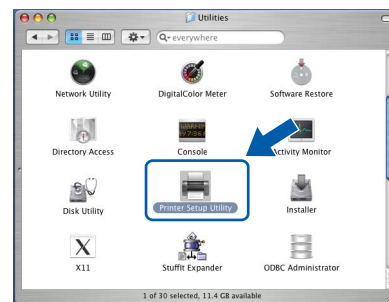 Utilities
everywhere
Network Utility
DigitalColor Meter
Software Restore
Directory Access
Console
Activity Monitor
Disk Utility
Printer Setup Utility
Installer
X11
StuffIt Expander
ODBC Administrator
1 of 30 selected, 11.4 GB available